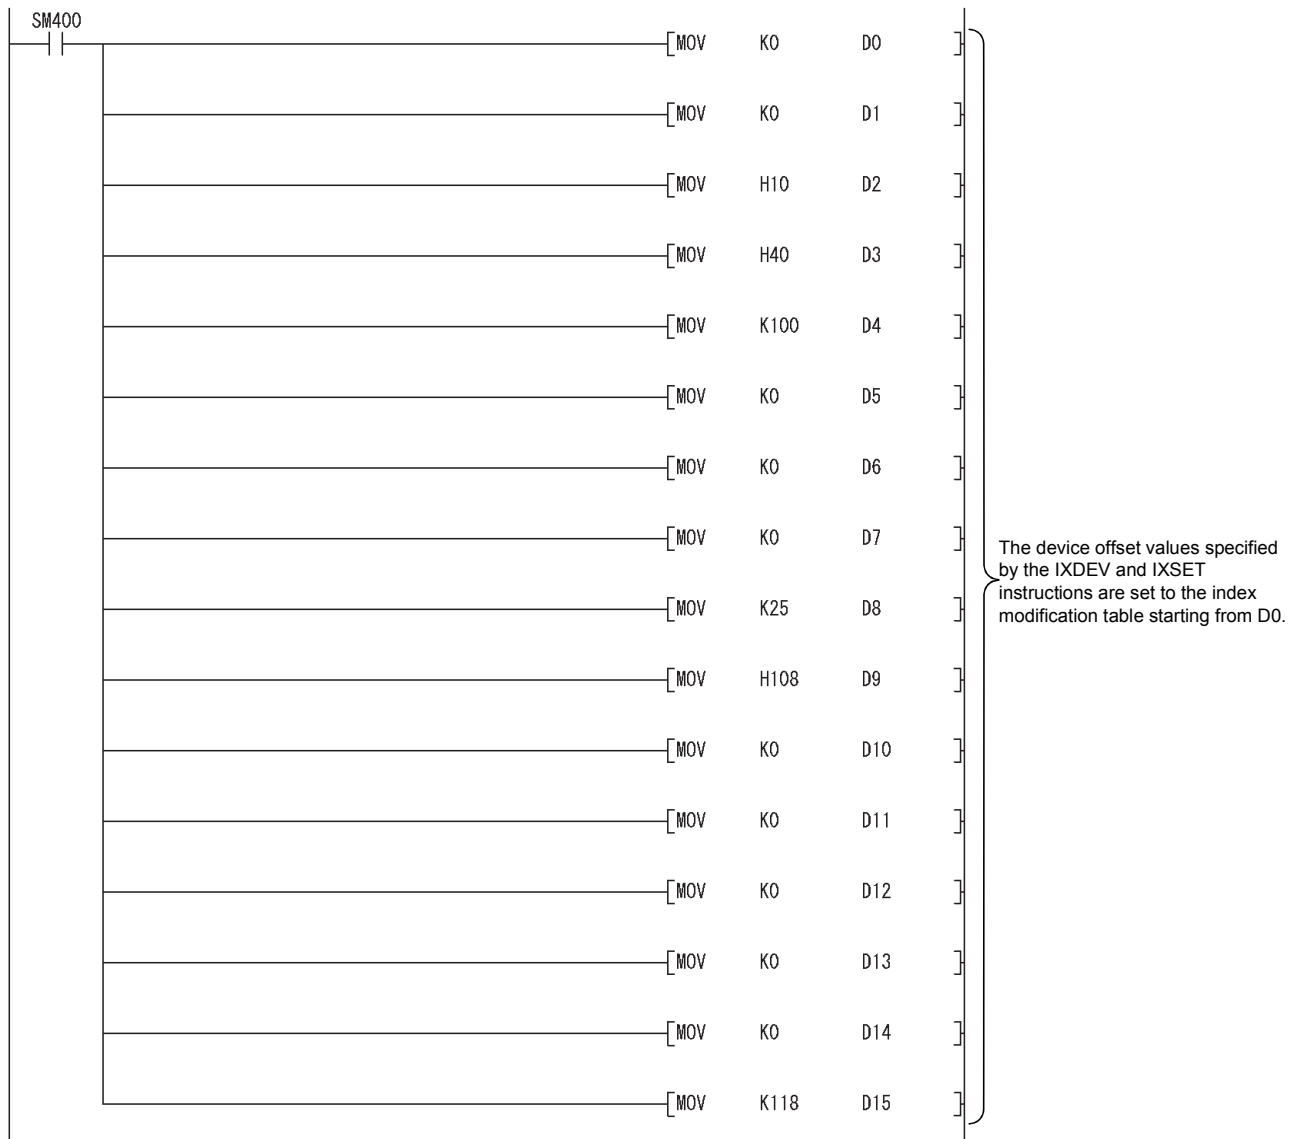 SM400
[MOV K0 D0 ]
[MOV K0 D1 ]
[MOV H10 D2 ]
[MOV H40 D3 ]
[MOV K100 D4 ]
[MOV K0 D5 ]
[MOV K0 D6 ]
[MOV K0 D7 ]
The device offset values specified
by the IXDEV and IXSET
instructions are set to the index
modification table starting from D0.
[MOV K25 D8 ]
[MOV H108 D9 ]
[MOV K0 D10 ]
[MOV K0 D11 ]
[MOV K0 D12 ]
[MOV K0 D13 ]
[MOV K0 D14 ]
[MOV K118 D15 ]